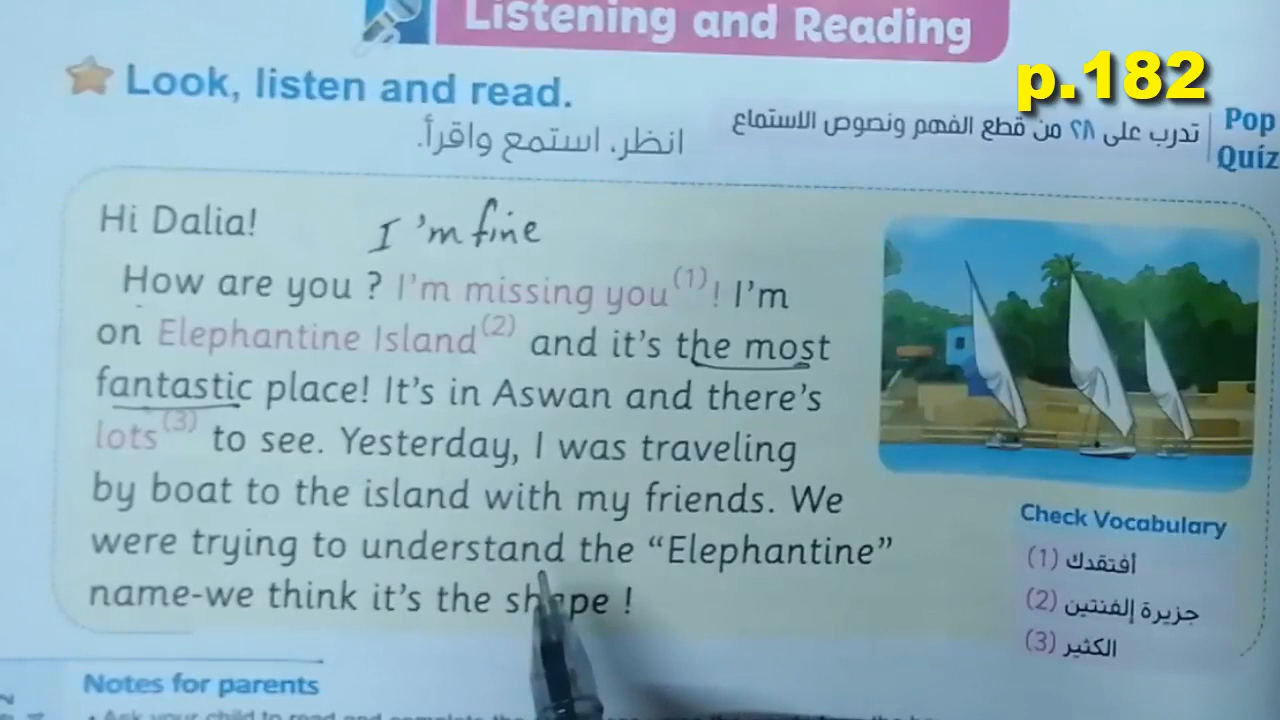 Listening and Reading
p.182
Look, listen and read.
انظر، استمع واقرأ.
تدرب على ٢٨ من قطع الفهم ونصوص الاستماع
Pop
Quiz
Hi Dalia!
I'm fine
How are you ? I'm missing you(1)! I'm
on Elephantine Island(2) and it's the most
fantastic place! It's in Aswan and there's
lots(3) to see. Yesterday, I was traveling
by boat to the island with my friends. We
were trying to understand the “Elephantine”
name-we think it's the shape !
Check Vocabulary
(1) أفتقدك
(2) جزيرة إلفنتين
(3) الكثير
Notes for parents